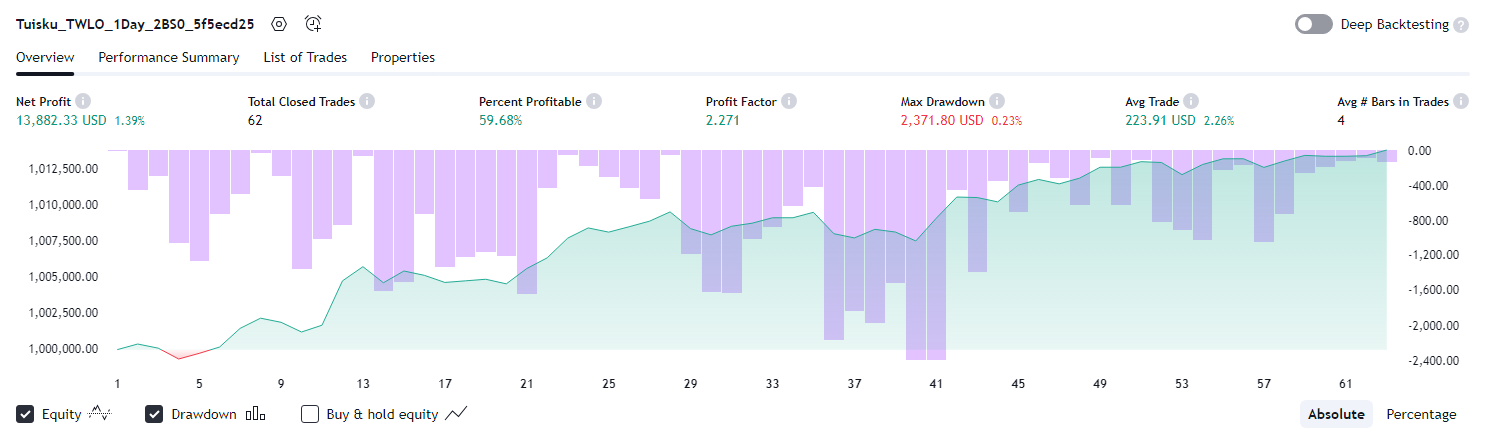 Tuisku_TWLO_1Day_2BS0_5f5ecd25
Deep Backtesting ?
Overview Performance Summary List of Trades Properties
Net Profit Total Closed Trades Percent Profitable Profit Factor Max Drawdown Avg Trade Avg # Bars in Trades
13,882.33 USD 1.39% 62 59.68% 2.271 2,371.80 USD 0.23% 223.91 USD 2.26% 4
0.00
1,012,500.00
-400.00
1,010,000.00
-800.00
1,007,500.00
-1,200.00
1,005,000.00
-1,600.00
1,002,500.00
-2,000.00
1,000,000.00
-2,400.00
1 5 9 13 17 21 25 29 33 37 41 45 49 53 57 61
Equity Drawdown Buy & hold equity Absolute Percentage